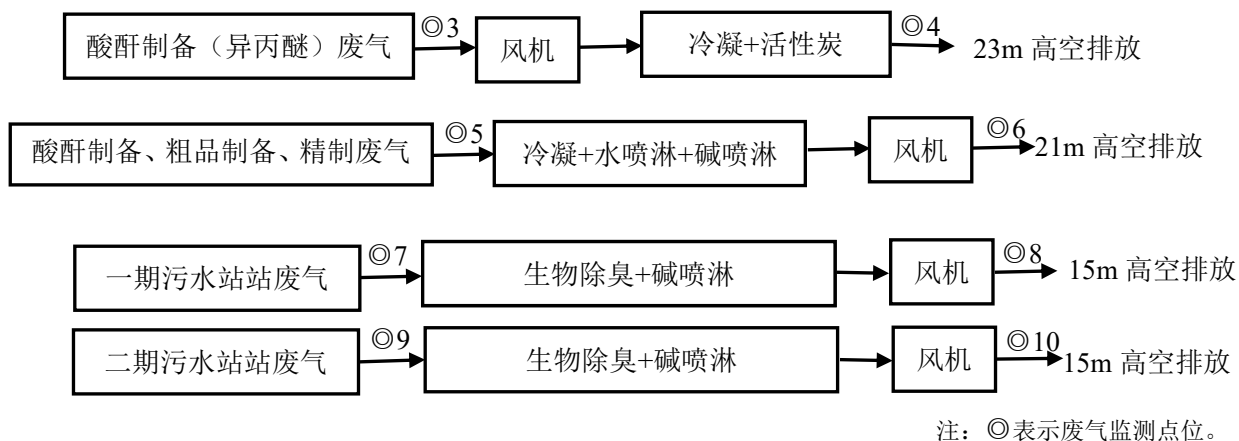 酸酐制备（异丙醚）废气 ◎3 风机 冷凝+活性炭 ◎4 23m 高空排放
酸酐制备、粗品制备、精制废气 ◎5 冷凝+水喷淋+碱喷淋 风机 ◎6 21m 高空排放
一期污水站站废气 ◎7 生物除臭+碱喷淋 风机 ◎8 15m 高空排放
二期污水站站废气 ◎9 生物除臭+碱喷淋 风机 ◎10 15m 高空排放
注：◎表示废气监测点位。